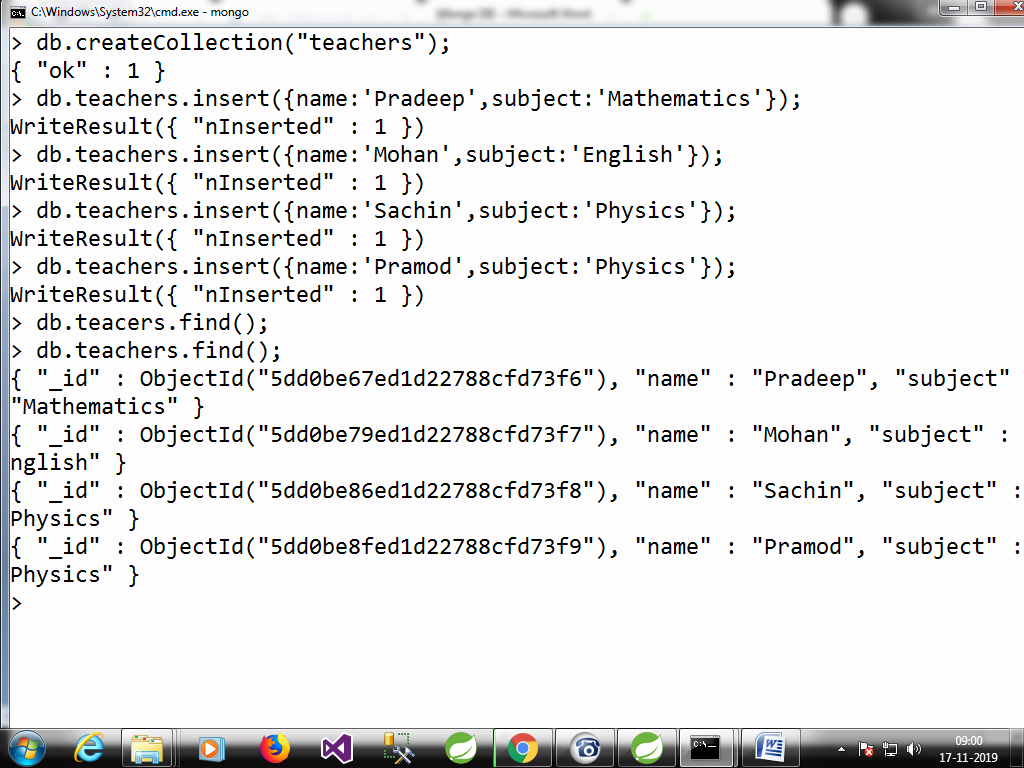 C:\Windows\System32\cmd.exe - mongo
Mongo DB - Microsoft Word
> db.createCollection("teachers");
{ "ok" : 1 }
> db.teachers.insert({name:'Pradeep',subject:'Mathematics'});
WriteResult({ "nInserted" : 1 })
> db.teachers.insert({name:'Mohan',subject:'English'});
WriteResult({ "nInserted" : 1 })
> db.teachers.insert({name:'Sachin',subject:'Physics'});
WriteResult({ "nInserted" : 1 })
> db.teachers.insert({name:'Pramod',subject:'Physics'});
WriteResult({ "nInserted" : 1 })
> db.teacers.find();
> db.teachers.find();
{ "_id" : ObjectId("5dd0be67ed1d22788cfd73f6"), "name" : "Pradeep", "subject"
"Mathematics" }
{ "_id" : ObjectId("5dd0be79ed1d22788cfd73f7"), "name" : "Mohan", "subject" :
nglish" }
{ "_id" : ObjectId("5dd0be86ed1d22788cfd73f8"), "name" : "Sachin", "subject" :
Physics" }
{ "_id" : ObjectId("5dd0be8fed1d22788cfd73f9"), "name" : "Pramod", "subject" :
Physics" }
>
C:\_
09:00
17-11-2019